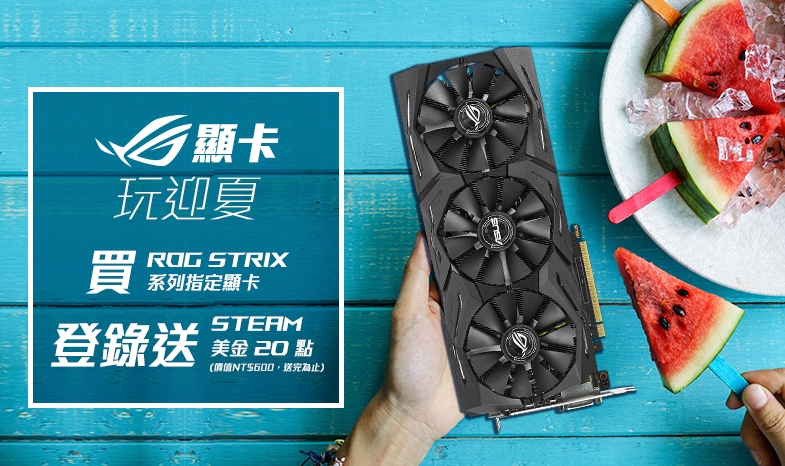 顯卡
玩迎夏
買 ROG STRIX
系列指定顯卡
登錄送 STEAM
美金 20 點
(價值NT$600,送完為止)
ASUS